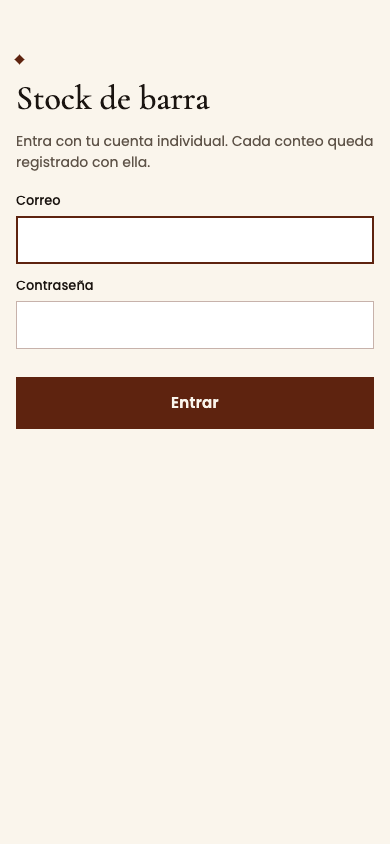 Stock de barra
Entra con tu cuenta individual. Cada conteo queda
registrado con ella.
Correo
Contraseña
Entrar